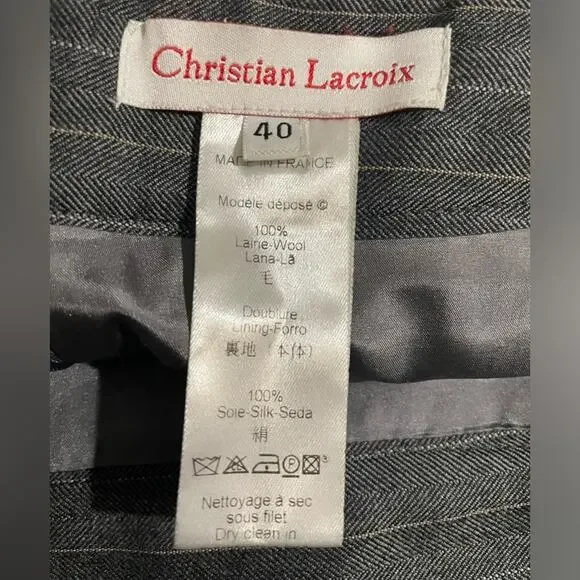 Christian Lacroix
40
MADE IN FRANCE
Modèle déposé ©
100%
Laine-Wool
Lana-Lã
毛
Doublure
Lining-Forro
裏地 (本体)
100%
Soie-Silk-Seda
絹
P
3
Nettoyage à sec
sous filet
Dry clean in